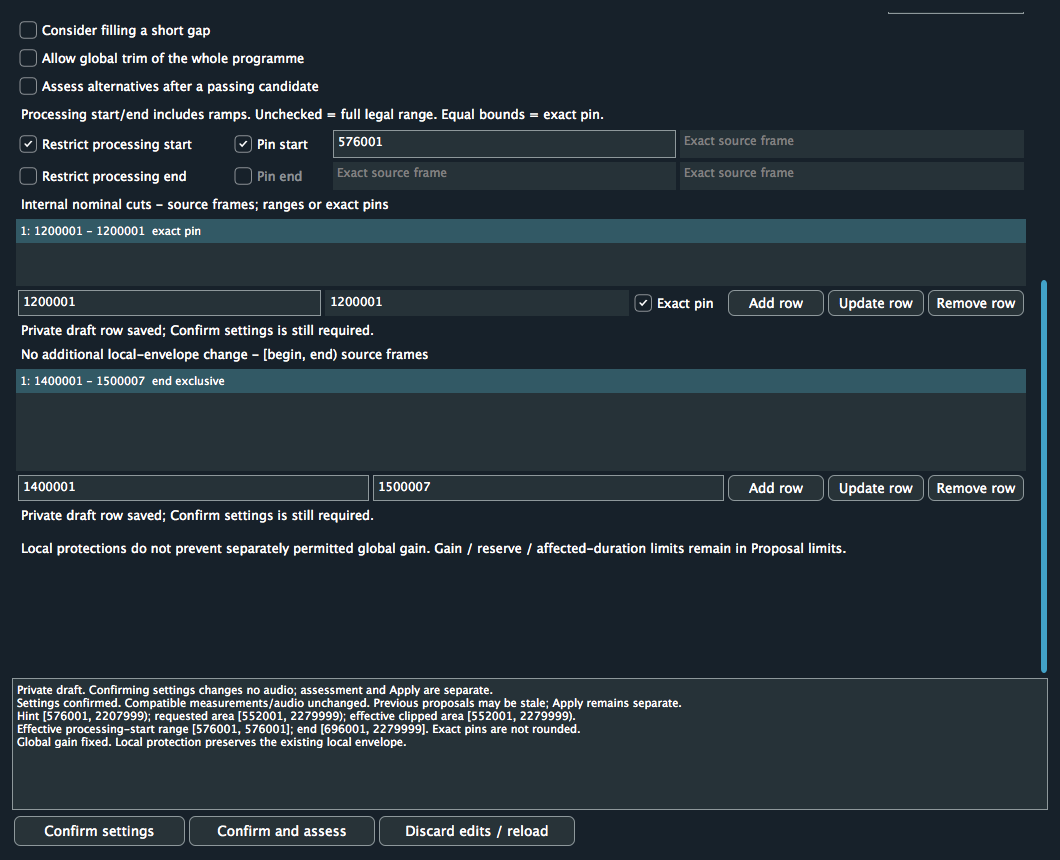 Consider filling a short gap
Allow global trim of the whole programme
Assess alternatives after a passing candidate
Processing start/end includes ramps. Unchecked = full legal range. Equal bounds = exact pin.
Restrict processing start Pin start 576001 Exact source frame
Restrict processing end Pin end Exact source frame Exact source frame
Internal nominal cuts – source frames; ranges or exact pins
1: 1200001 – 1200001 exact pin
1200001 1200001 Exact pin Add row Update row Remove row
Private draft row saved; Confirm settings is still required.
No additional local-envelope change – [begin, end) source frames
1: 1400001 – 1500007 end exclusive
1400001 1500007 Add row Update row Remove row
Private draft row saved; Confirm settings is still required.
Local protections do not prevent separately permitted global gain. Gain / reserve / affected-duration limits remain in Proposal limits.
Private draft. Confirming settings changes no audio; assessment and Apply are separate.
Settings confirmed. Compatible measurements/audio unchanged. Previous proposals may be stale; Apply remains separate.
Hint [576001, 2207999); requested area [552001, 2279999); effective clipped area [552001, 2279999).
Effective processing-start range [576001, 576001]; end [696001, 2279999]. Exact pins are not rounded.
Global gain fixed. Local protection preserves the existing local envelope.
Confirm settings Confirm and assess Discard edits / reload